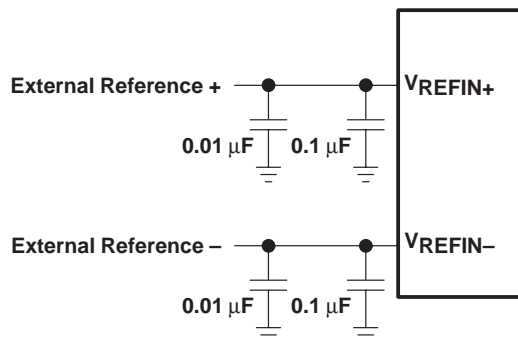 External Reference + VREFIN+
0.01 μF 0.1 μF
External Reference – VREFIN–
0.01 μF 0.1 μF